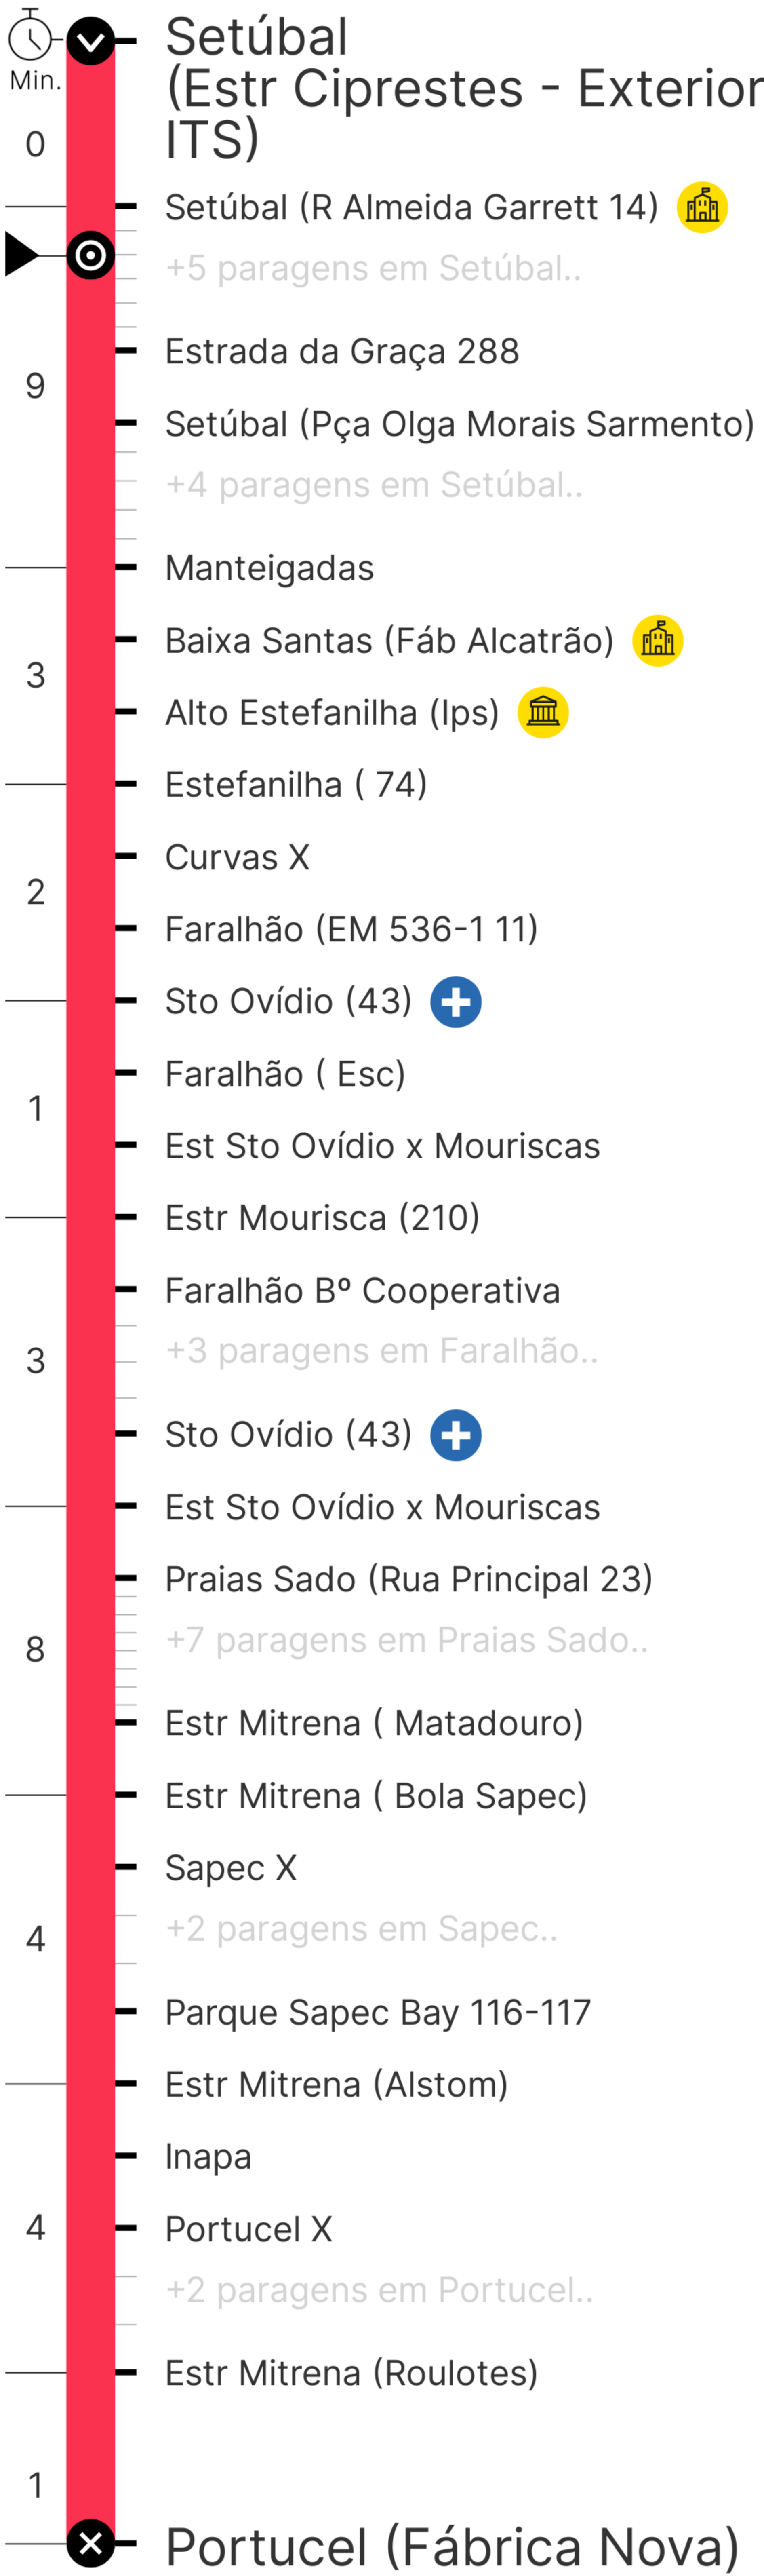 Setúbal
Min.
(Estr Ciprestes - Exterior
ITS)
0
Setúbal (R Almeida Garrett 14)
+5 paragens em Setúbal..
Estrada da Graça 288
9
Setúbal (Pça Olga Morais Sarmento)
+4 paragens em Setúbal..
Manteigadas
Baixa Santas (Fáb Alcatrão)
3
Alto Estefanilha (Ips)
Estefanilha ( 74)
Curvas X
2
Faralhão (EM 536-1 11)
Sto Ovídio (43)
Faralhão ( Esc)
1
Est Sto Ovídio x Mouriscas
Estr Mourisca (210)
Faralhão Bº Cooperativa
+3 paragens em Faralhão..
3
Sto Ovídio (43)
Est Sto Ovídio x Mouriscas
Praias Sado (Rua Principal 23)
+7 paragens em Praias Sado..
8
Estr Mitrena ( Matadouro)
Estr Mitrena ( Bola Sapec)
Sapec X
+2 paragens em Sapec..
4
Parque Sapec Bay 116-117
Estr Mitrena (Alstom)
Inapa
4
Portucel X
+2 paragens em Portucel..
Estr Mitrena (Roulotes)
1
Portucel (Fábrica Nova)